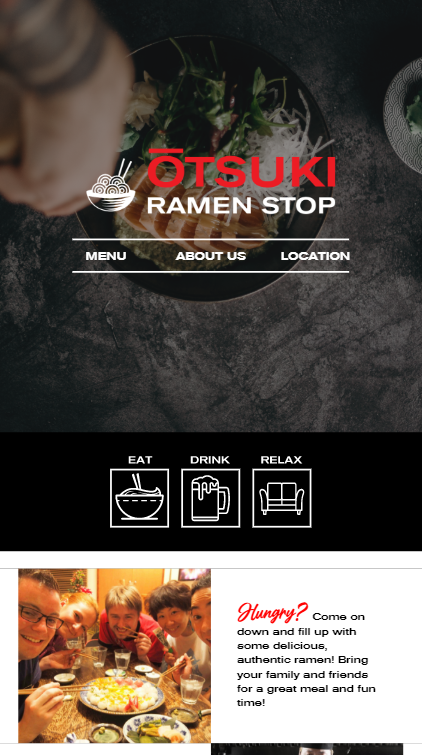 ŌTSUKI
RAMEN STOP
MENU ABOUT US LOCATION
EAT DRINK RELAX
Hungry? Come on
down and fill up with
some delicious,
authentic ramen! Bring
your family and friends
for a great meal and fun
time!